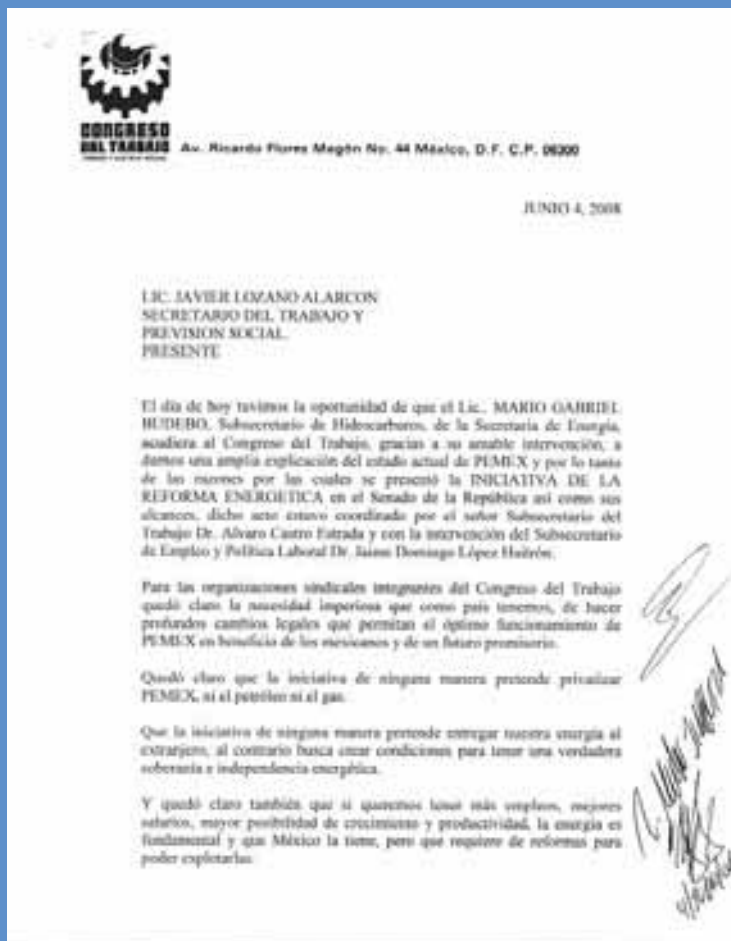 CONGRESO
DEL TRABAJO
Av. Ricardo Flores Magón No. 44 México, D.F. C.P. 06300
JUNIO 4, 2008
LIC. JAVIER LOZANO ALARCON
SECRETARIO DEL TRABAJO Y
PREVISION SOCIAL.
PRESENTE
El día de hoy tuvimos la oportunidad de que el Lic., MARIO GABRIEL
BUDEBO, Subsecretario de Hidrocarburos, de la Secretaría de Energía,
acudiera al Congreso del Trabajo, gracias a su amable intervención, a
darnos una amplia explicación del estado actual de PEMEX y por lo tanto
de las razones por las cuales se presentó la INICIATIVA DE LA
REFORMA ENERGETICA en el Senado de la República así como sus
alcances, dicho acto estuvo coordinado por el señor Subsecretario del
Trabajo Dr. Alvaro Castro Estrada y con la intervención del Subsecretario
de Empleo y Política Laboral Dr. Jaime Domingo López Buitrón.
Para las organizaciones sindicales integrantes del Congreso del Trabajo
quedó claro la necesidad imperiosa que como país tenemos, de hacer
profundos cambios legales que permitan el óptimo funcionamiento de
PEMEX en beneficio de los mexicanos y de un futuro promisorio.
Quedó claro que la iniciativa de ninguna manera pretende privatizar
PEMEX, ni el petróleo ni el gas.
Que la iniciativa de ninguna manera pretende entregar nuestra energía al
extranjero, al contrario busca crear condiciones para tener una verdadera
soberanía e independencia energética.
Y quedó claro también que si queremos tener más empleos, mejores
salarios, mayor posibilidad de crecimiento y productividad, la energía es
fundamental y que México la tiene, pero que requiere de reformas para
poder explotarlas.